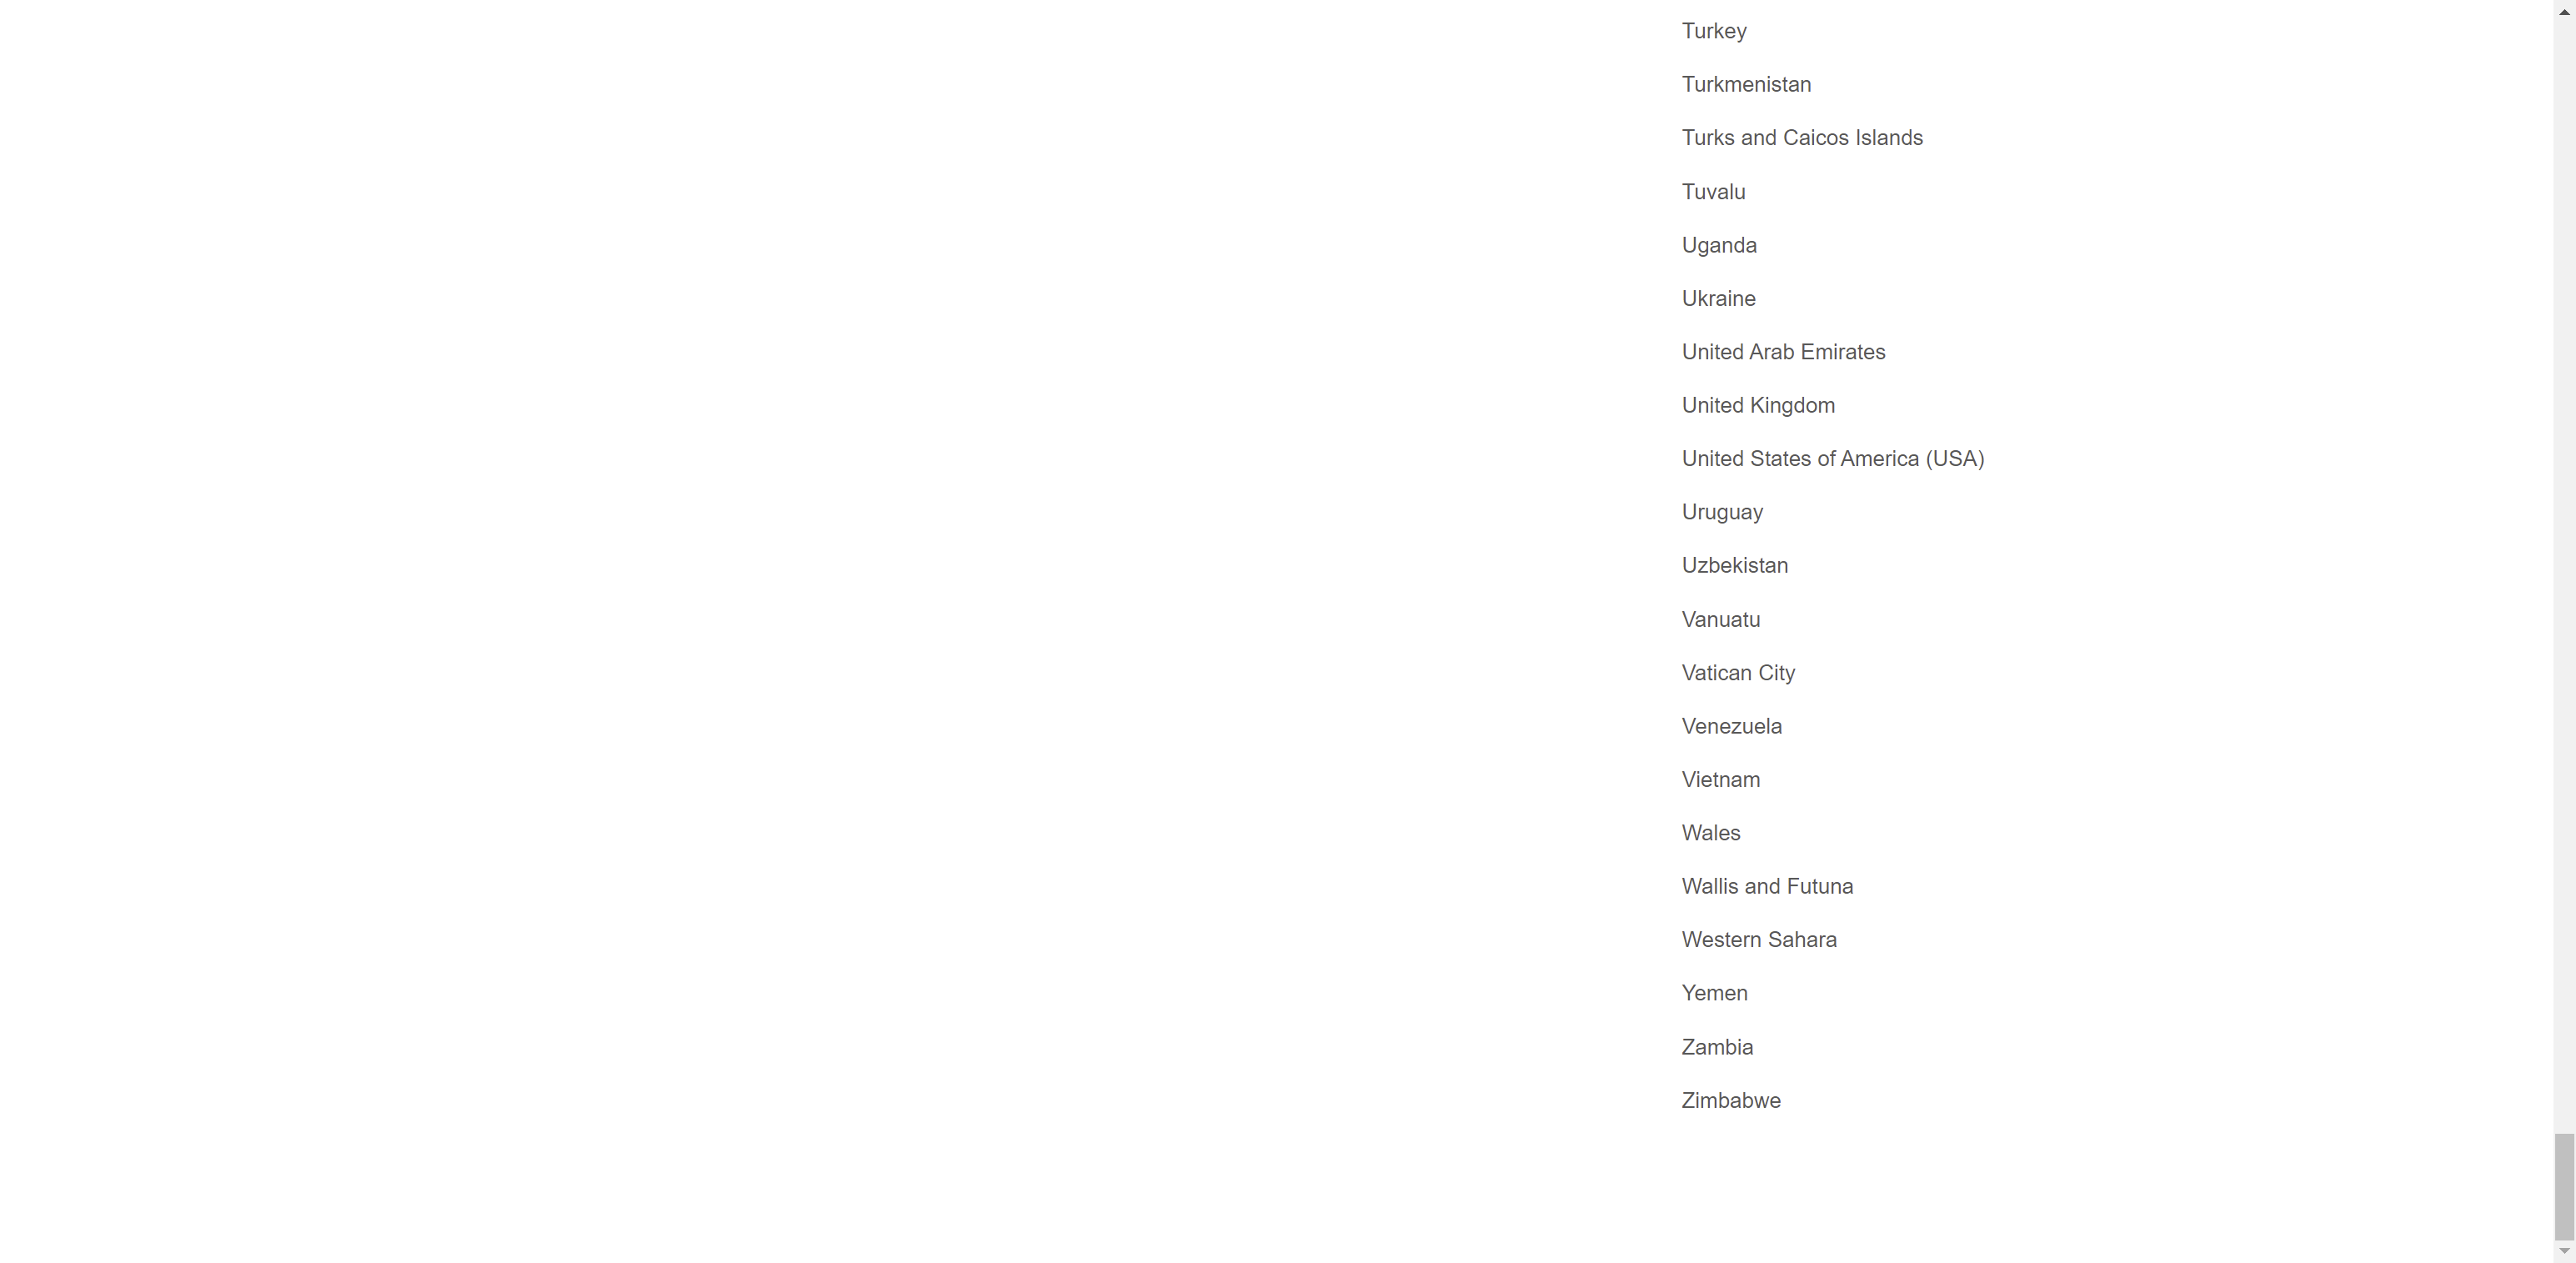 Turkey
Turkmenistan
Turks and Caicos Islands
Tuvalu
Uganda
Ukraine
United Arab Emirates
United Kingdom
United States of America (USA)
Uruguay
Uzbekistan
Vanuatu
Vatican City
Venezuela
Vietnam
Wales
Wallis and Futuna
Western Sahara
Yemen
Zambia
Zimbabwe